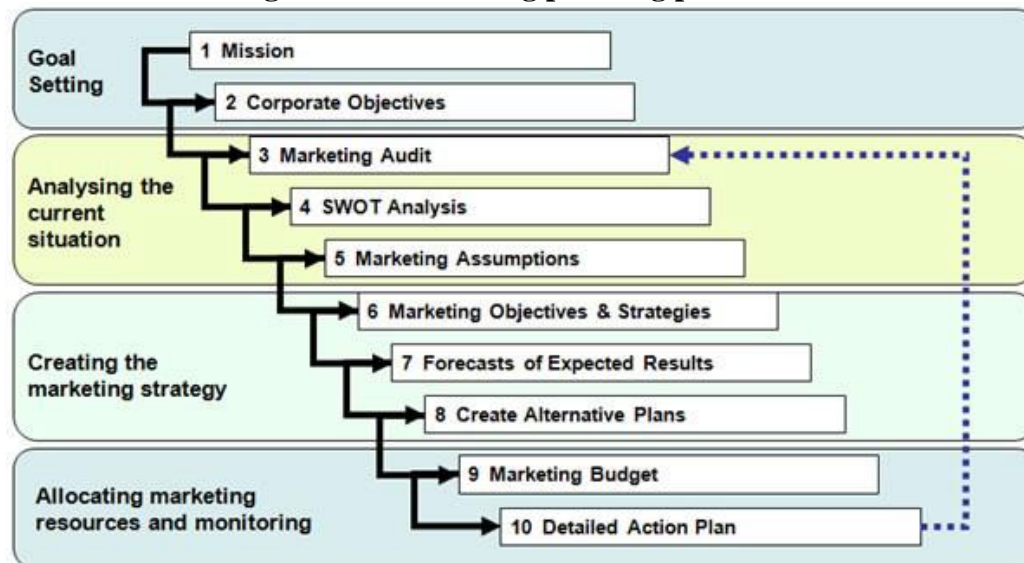 Goal
Setting
1 Mission
2 Corporate Objectives
Analysing the
current
situation
3 Marketing Audit
4 SWOT Analysis
5 Marketing Assumptions
Creating the
marketing strategy
6 Marketing Objectives & Strategies
7 Forecasts of Expected Results
8 Create Alternative Plans
Allocating marketing
resources and monitoring
9 Marketing Budget
10 Detailed Action Plan